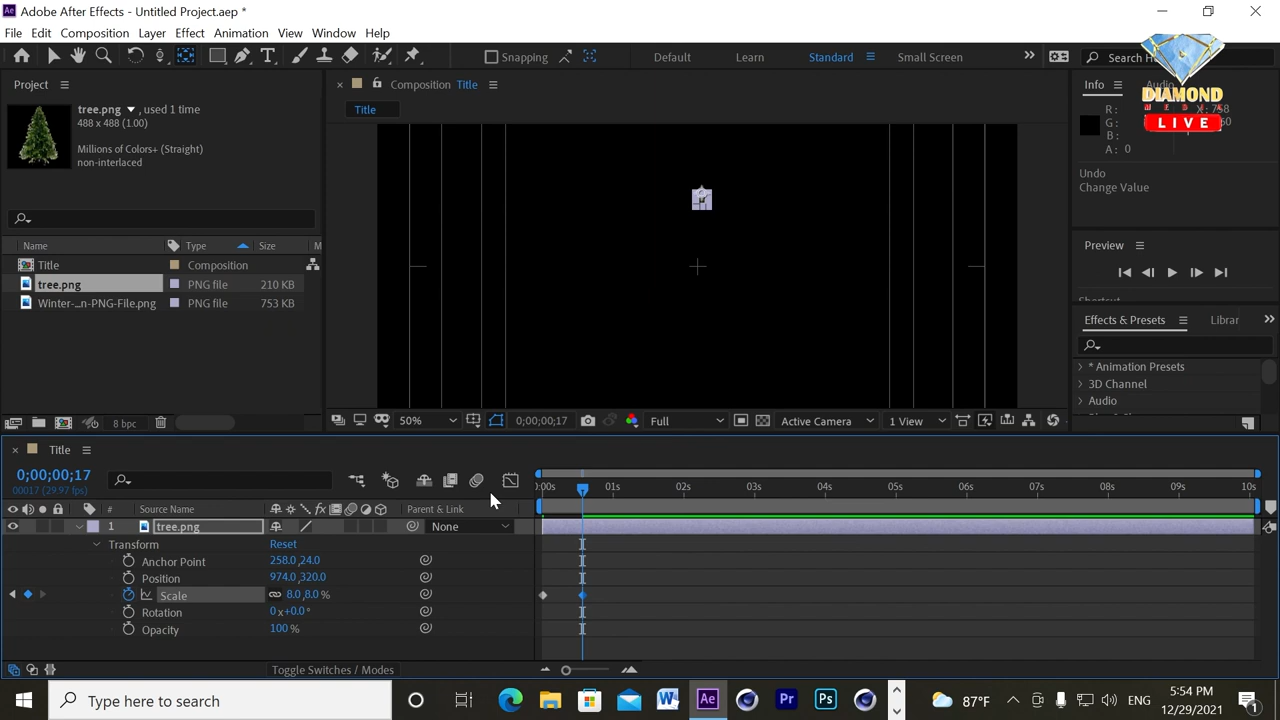 Adobe After Effects - Untitled Project.aep *
File Edit Composition Layer Effect Animation View Window Help
Snapping Default Learn Standard Small Screen » Search H
Project
Composition Title
Info Audio
Title
tree.png ▼ , used 1 time
488 x 488 (1.00)
Millions of Colors+ (Straight)
non-interlaced
DIAMOND
MEDIA
LIVE
R:
G:
B:
A: 0
X: 758
Undo
Change Value
Name Type Size M
Title Composition
tree.png PNG file 210 KB
Winter-...n-PNG-File.png PNG file 753 KB
Preview
Effects & Presets Librar »
* Animation Presets
3D Channel
Audio
8 bpc
50% 0;00;00;17 Full Active Camera 1 View
Title
0;00;00;17
00017 (29.97 fps)
:00s 01s 02s 03s 04s 05s 06s 07s 08s 09s 10s
# Source Name Parent & Link
1 tree.png None
Transform Reset
Anchor Point 258.0,24.0
Position 974.0,320.0
Scale 8.0,8.0 %
Rotation 0 x+0.0 °
Opacity 100 %
Toggle Switches / Modes
Type here to search
Ae Pr Ps
87°F ENG 5:54 PM
12/29/2021